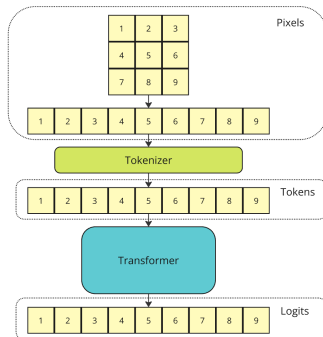 Pixels
1 2 3
4 5 6
7 8 9
1 2 3 4 5 6 7 8 9
Tokenizer
Tokens
1 2 3 4 5 6 7 8 9
Transformer
Logits
1 2 3 4 5 6 7 8 9